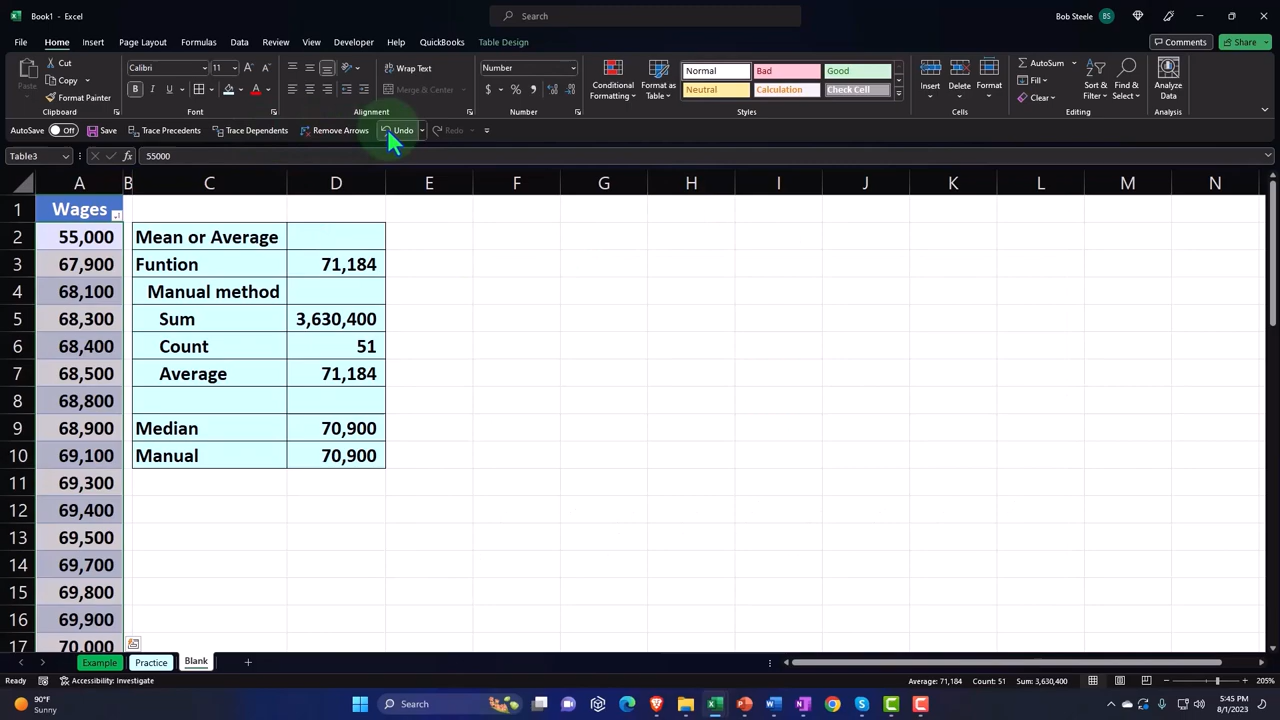 Book1 - Excel
Search
Bob Steele
BS
File
Home
Insert
Page Layout
Formulas
Data
Review
View
Developer
Help
QuickBooks
Table Design
Comments
Share
Paste
Cut
Copy
Format Painter
Clipboard
Calibri
11
Font
Wrap Text
Merge & Center
Alignment
Number
Number
Conditional Formatting
Format as Table
Normal
Bad
Good
Neutral
Calculation
Check Cell
Styles
Insert
Delete
Format
Cells
AutoSum
Fill
Clear
Sort & Filter
Find & Select
Editing
Analyze Data
Analysis
AutoSave Off
Save
Trace Precedents
Trace Dependents
Remove Arrows
Undo
Redo
Table3
fx
55000
A B C D E F G H I J K L M N
1 Wages
2 55,000 Mean or Average
3 67,900 Funtion 71,184
4 68,100 Manual method
5 68,300 Sum 3,630,400
6 68,400 Count 51
7 68,500 Average 71,184
8 68,800
9 68,900 Median 70,900
10 69,100 Manual 70,900
11 69,300
12 69,400
13 69,500
14 69,700
15 69,800
16 69,900
17 70,000
Example
Practice
Blank
Ready
Accessibility: Investigate
Average: 71,184
Count: 51
Sum: 3,630,400
205%
90°F
Sunny
Search
5:45 PM
8/1/2023